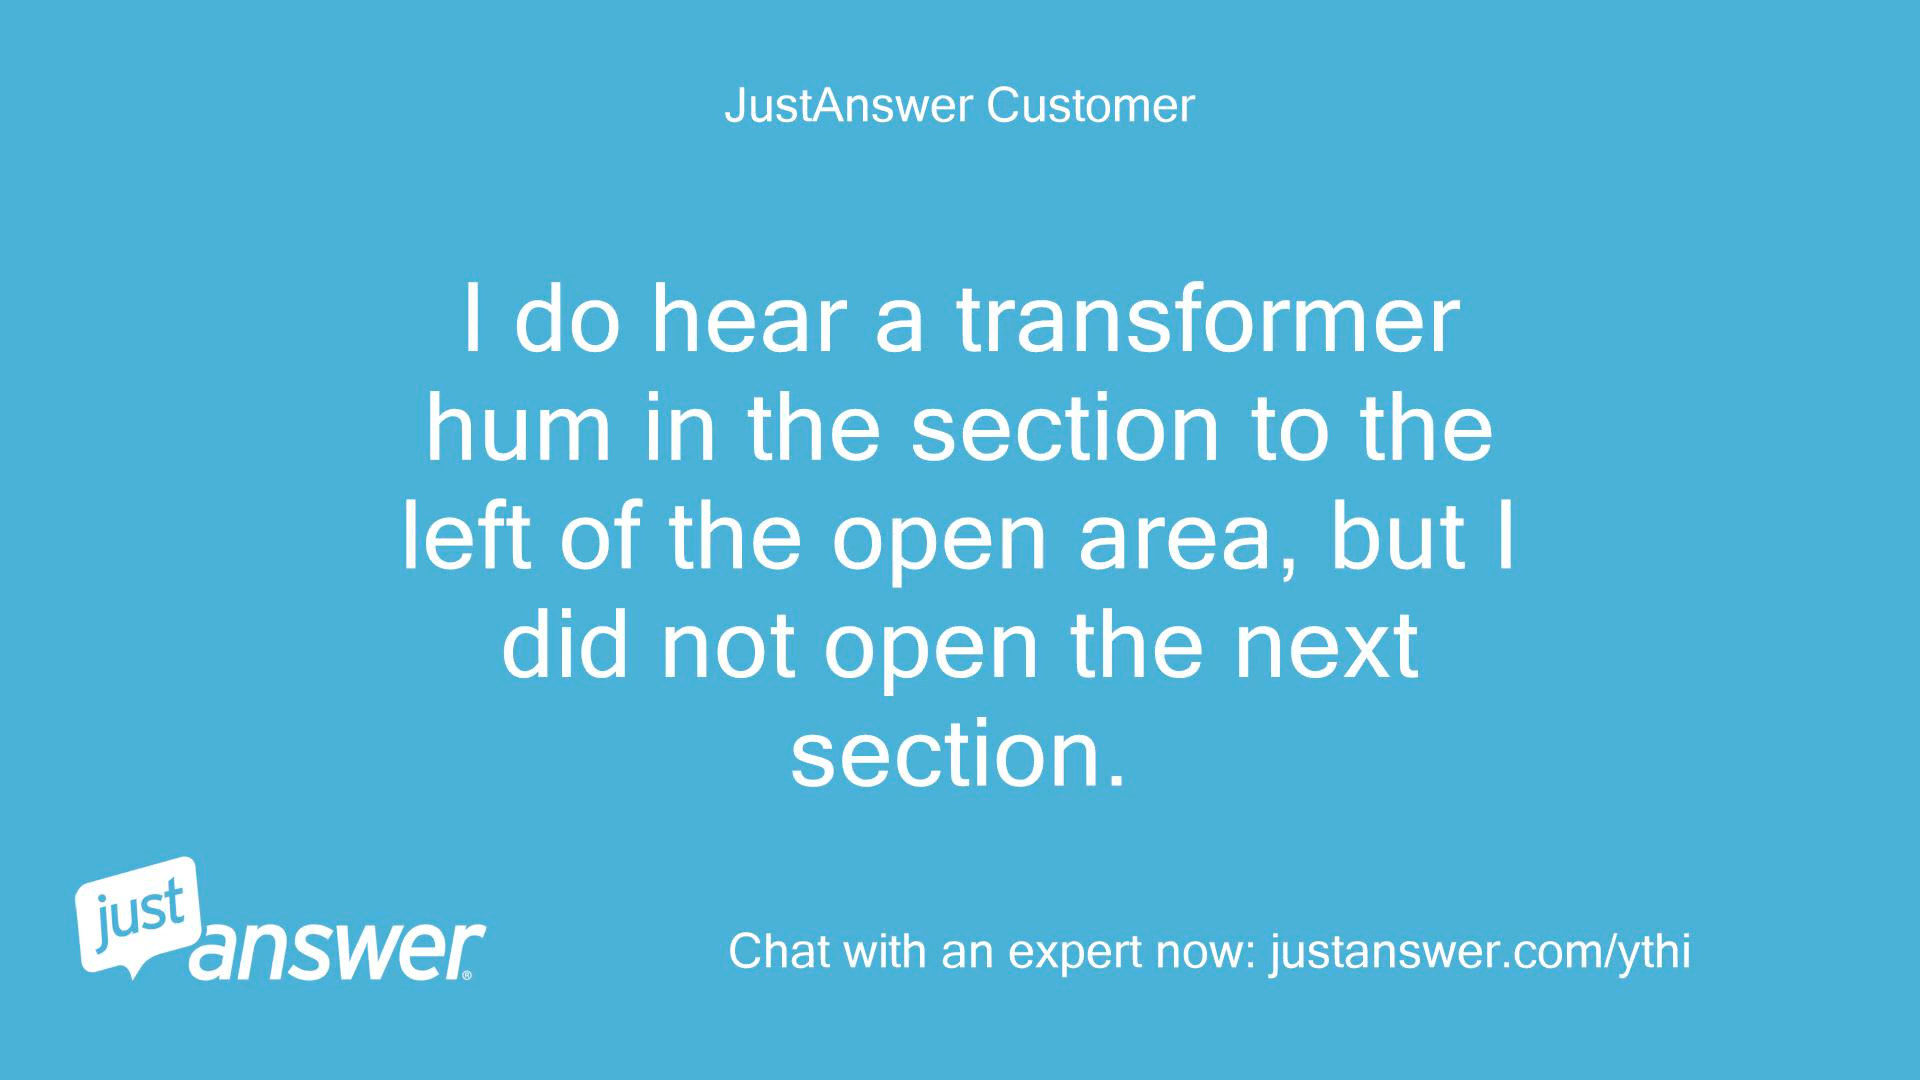 JustAnswer Customer
I do hear a transformer
hum in the section to the
left of the open area, but I
did not open the next
section.
just
answer®
Chat with an expert now: justanswer.com/ythi